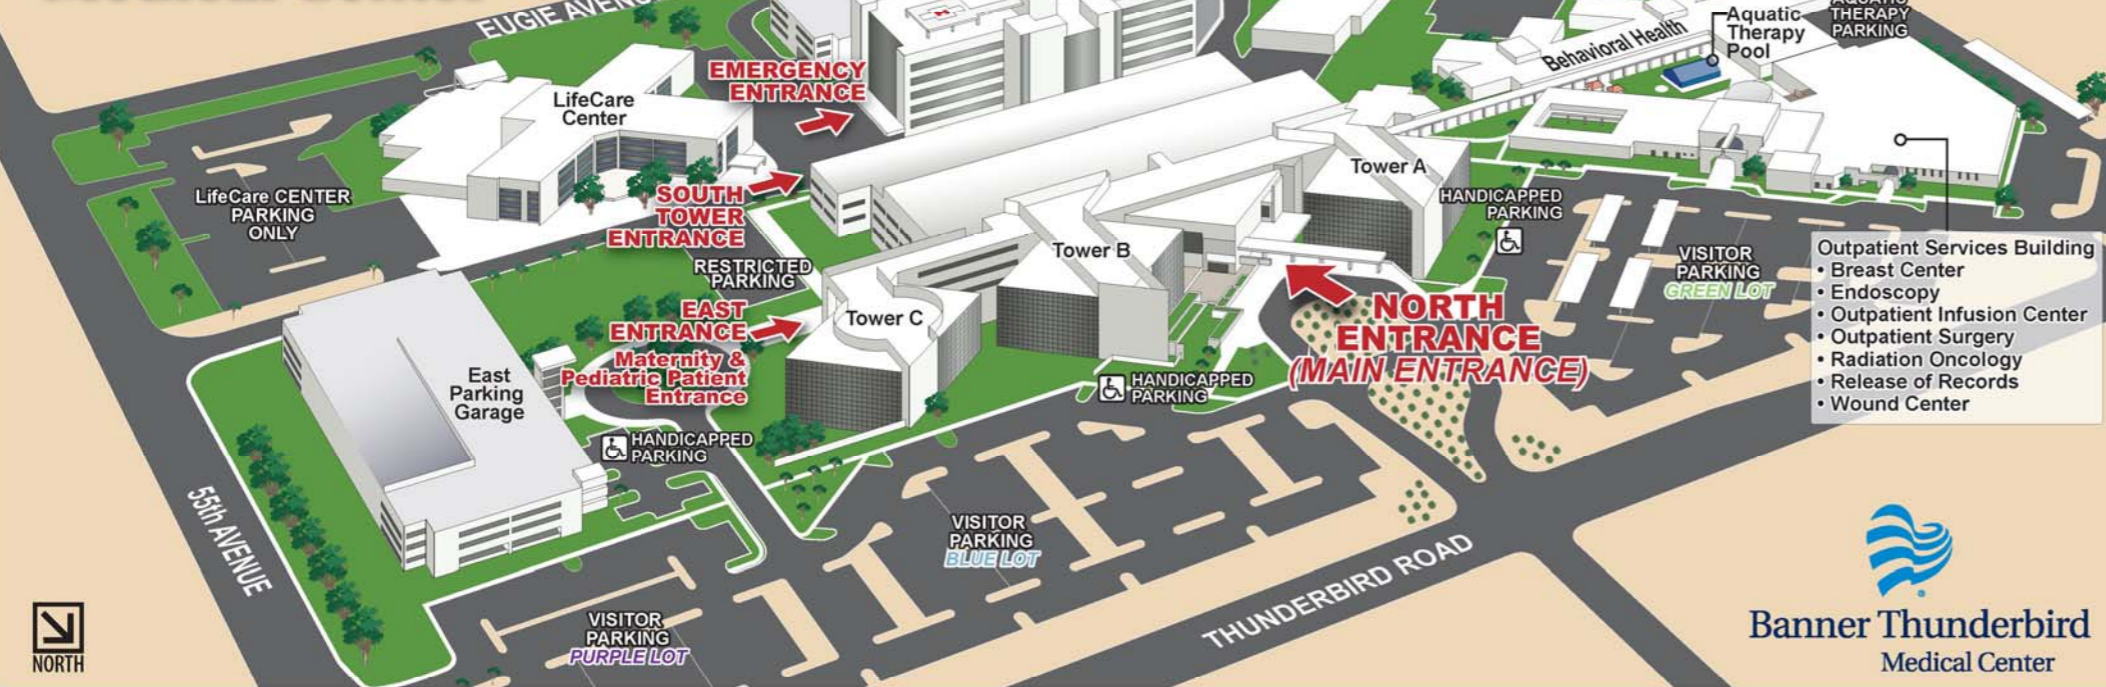 EUGIE AVENUE
EMERGENCY
ENTRANCE
LifeCare
Center
LifeCare CENTER
PARKING
ONLY
SOUTH
TOWER
ENTRANCE
RESTRICTED
PARKING
EAST
ENTRANCE
Maternity &
Pediatric Patient
Entrance
East
Parking
Garage
HANDICAPPED
PARKING
Tower C
Tower B
Tower A
HANDICAPPED
PARKING
NORTH
ENTRANCE
(MAIN ENTRANCE)
HANDICAPPED
PARKING
VISITOR
PARKING
GREEN LOT
Behavioral Health
Aquatic
Therapy
Pool
AQUATIC
THERAPY
PARKING
Outpatient Services Building
• Breast Center
• Endoscopy
• Outpatient Infusion Center
• Outpatient Surgery
• Radiation Oncology
• Release of Records
• Wound Center
VISITOR
PARKING
BLUE LOT
VISITOR
PARKING
PURPLE LOT
55th AVENUE
THUNDERBIRD ROAD
NORTH
Banner Thunderbird
Medical Center